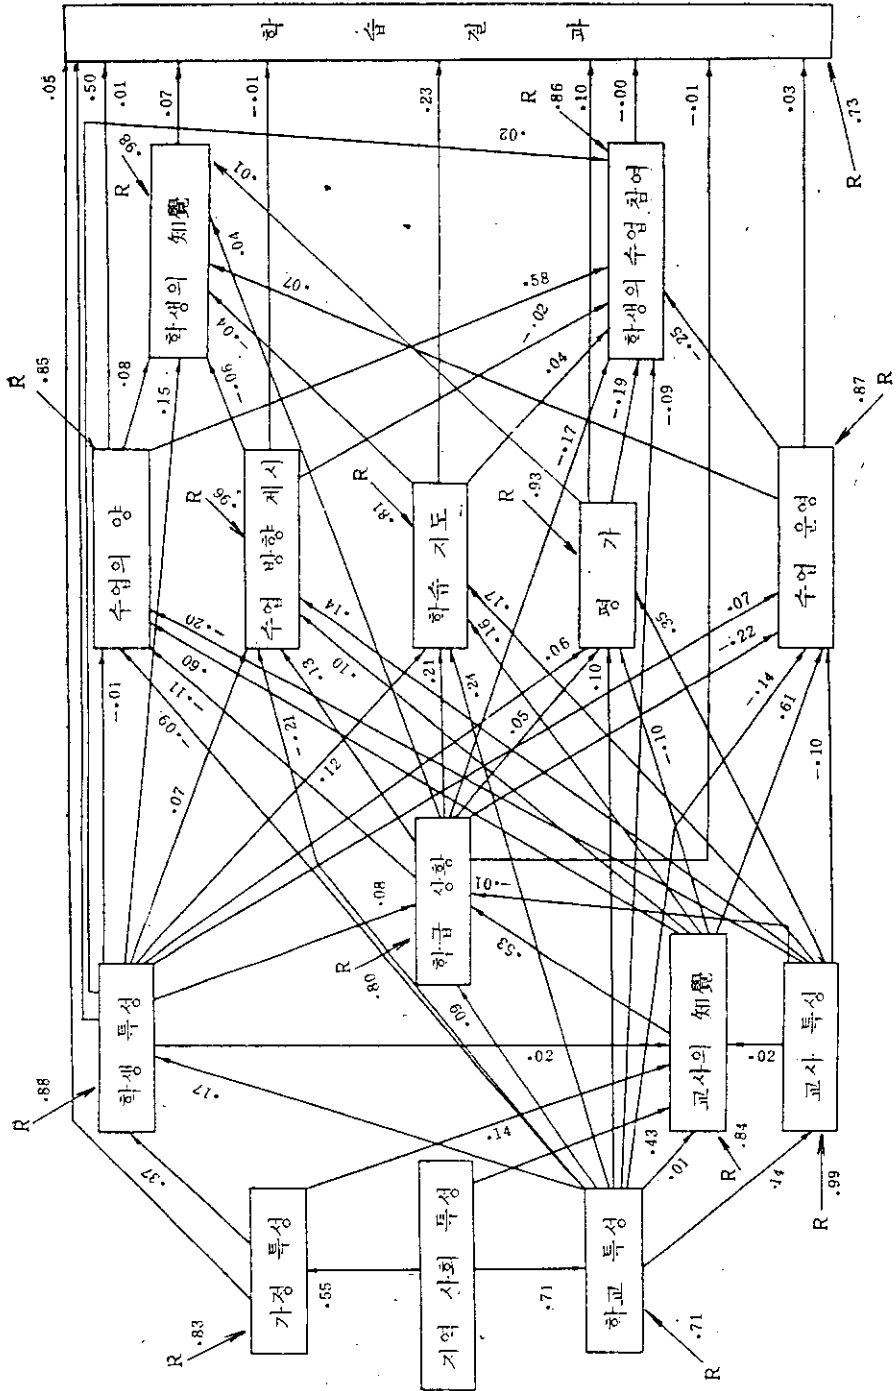 학습결과
.05
.50
.01
.07
-.01
.23
R
.86
.10
-.00
-.01
.03
.73
R
.98
R
학생의 知覺
.02
학생의 수업 참여
.01
.04
.07
.58
-.02
-.04
.04
-.25
-.06
.08
.15
-.17
-.19
-.09
R
.85
수업의 양
R
.96
수업 방향 제시
R
.81
학습 지도
R
.93
평 가
수업 운영
.87
R
-.01
-.09
-.11
.60
-.20
.07
-.21
.13
.10
.14
.12
.21
.24
.16
.17
.05
.06
.10
-.10
.35
-.22
.07
-.14
.61
-.10
학급 상황
R
.80
.08
.09
.53
-.01
R
.88
학생 특성
.02
교사의 知覺
.02
교사 특성
.17
.14
.43
.01
.84
R
.14
.99
R
.37
R
.83
가정 특성
.55
지역 사회 특성
.71
학교 특성
.71
R